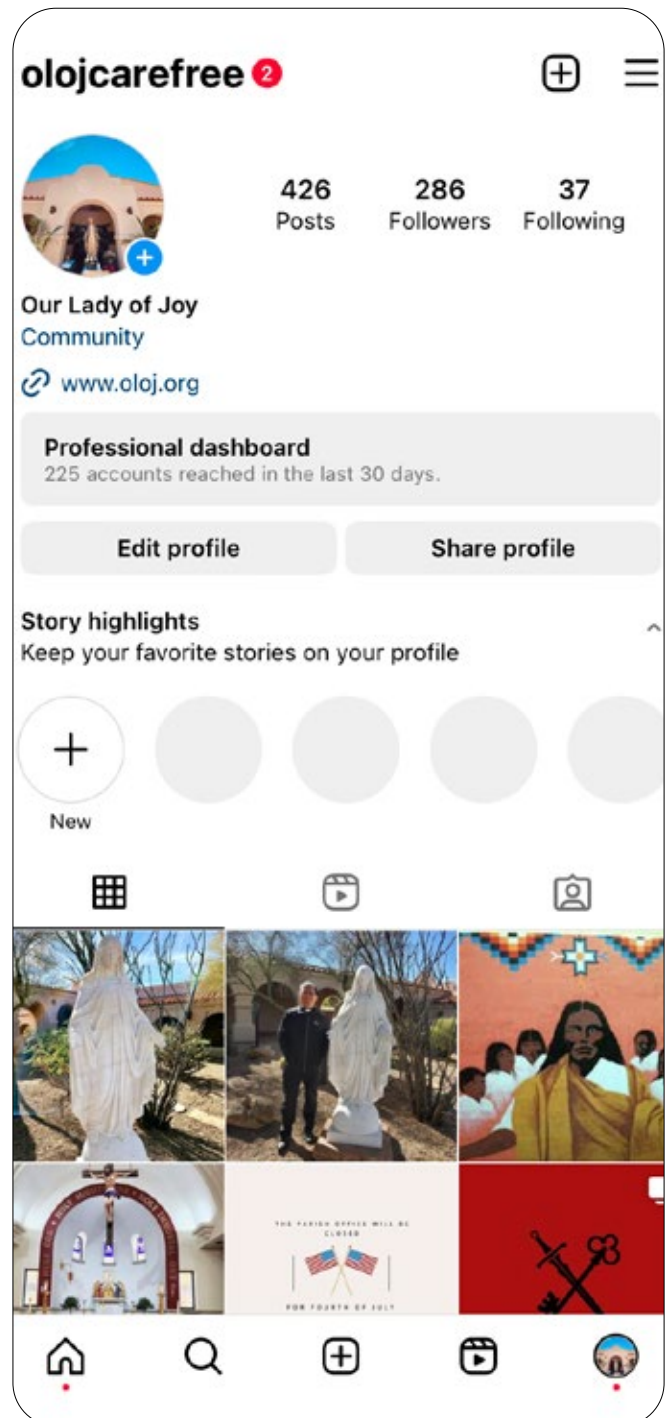 olojcarefree 2
426 286 37
Posts Followers Following
Our Lady of Joy
Community
www.oloj.org
Professional dashboard
225 accounts reached in the last 30 days.
Edit profile Share profile
Story highlights
Keep your favorite stories on your profile
New
THE PARISH OFFICE WILL BE
CLOSED
FOR FOURTH OF JULY